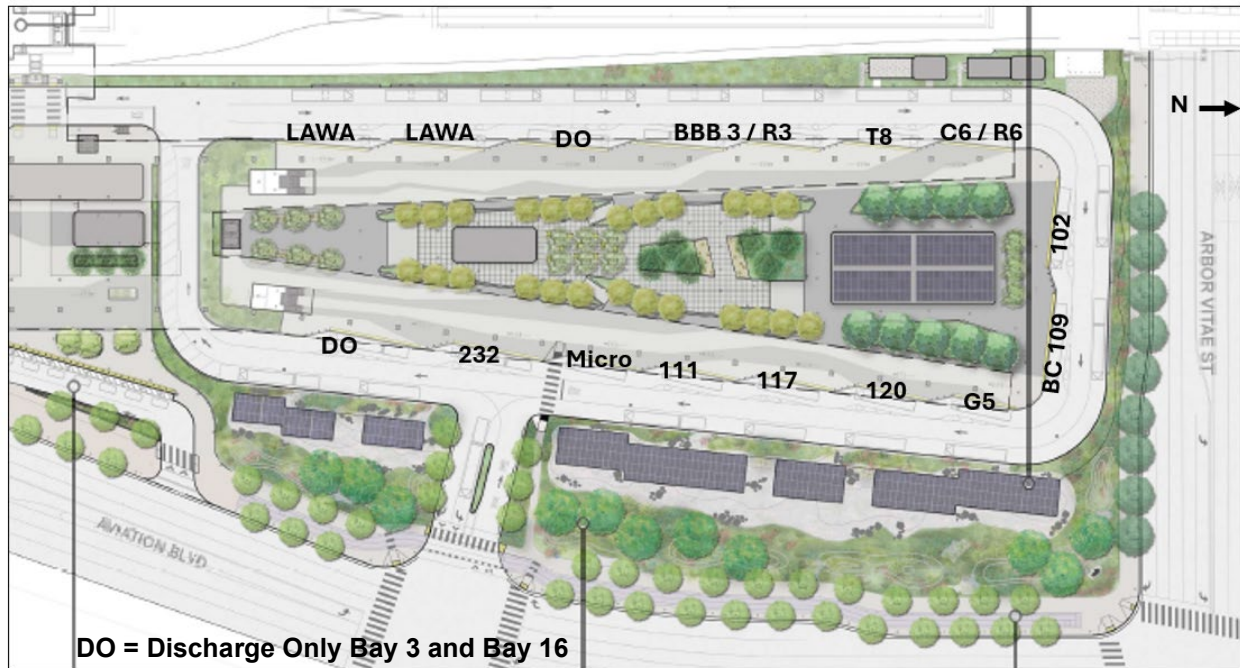 N
LAWA
LAWA
DO
BBB 3 / R3
T8
C6 / R6
102
BC 109
ARBOR VITAE ST
DO
232
Micro
111
117
120
G5
AVIATION BLVD
DO = Discharge Only Bay 3 and Bay 16